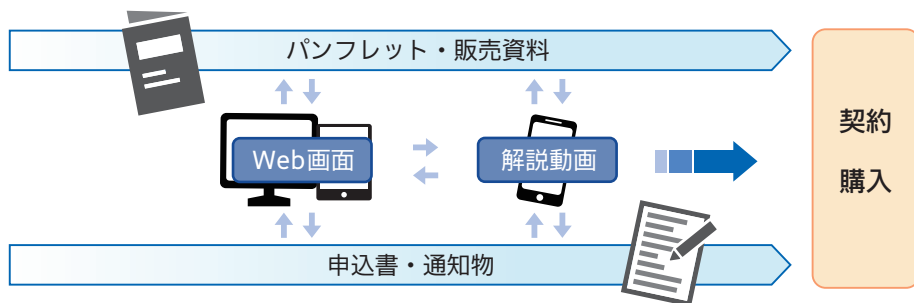 パンフレット・販売資料
Web画面
解説動画
契約
購入
申込書・通知物